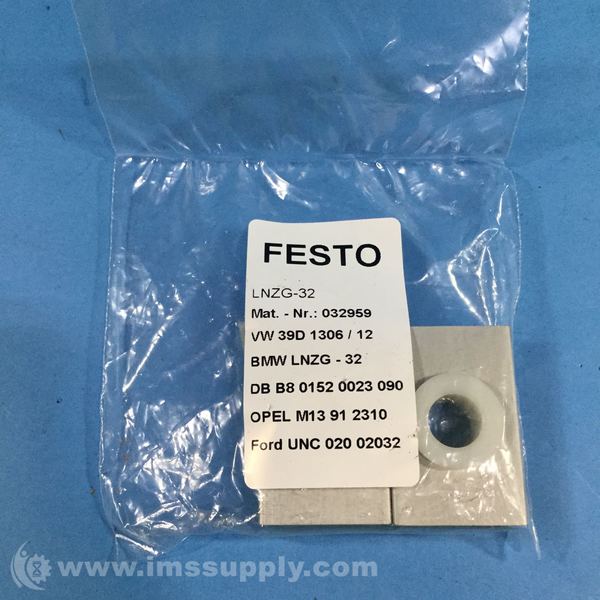 FESTO
LNZG-32
Mat. - Nr.: 032959
VW 39D 1306 / 12
BMW LNZG - 32
DB B8 0152 0023 090
OPEL M13 91 2310
Ford UNC 020 02032
www.imssupply.com